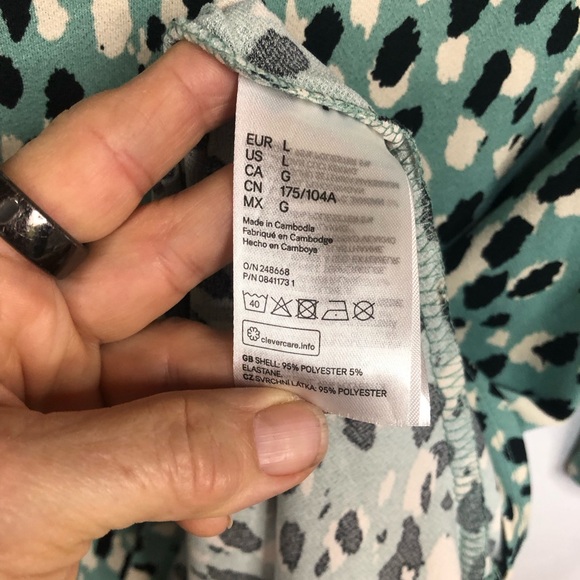 EUR L
US L
CA G
CN 175/104A
MX G
Made in Cambodia
Fabriqué en Cambodge
Hecho en Camboya
O/N 248668
P/N 0841173 1
40
clevercare.info
GB SHELL: 95% POLYESTER 5%
ELASTANE
CZ SVRCHNÍ LÁTKA: 95% POLYESTER